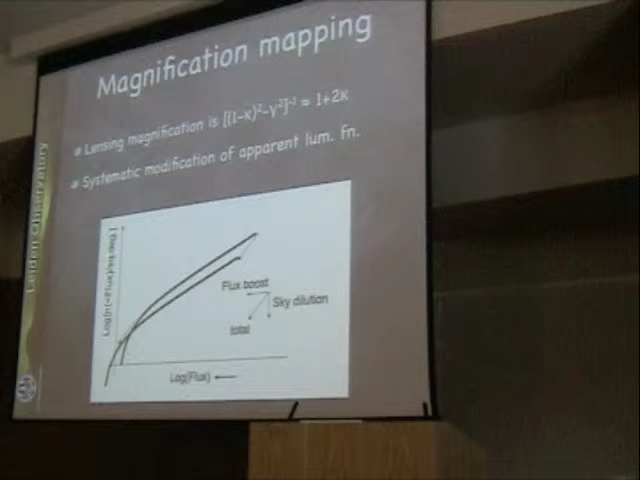 Magnification mapping
Lensing magnification is [(1-κ)²-γ²]⁻¹ ≈ 1+2κ
Systematic modification of apparent lum. fn.
Leiden Observatory
Flux boost
Sky dilution
total
Log(Flux)